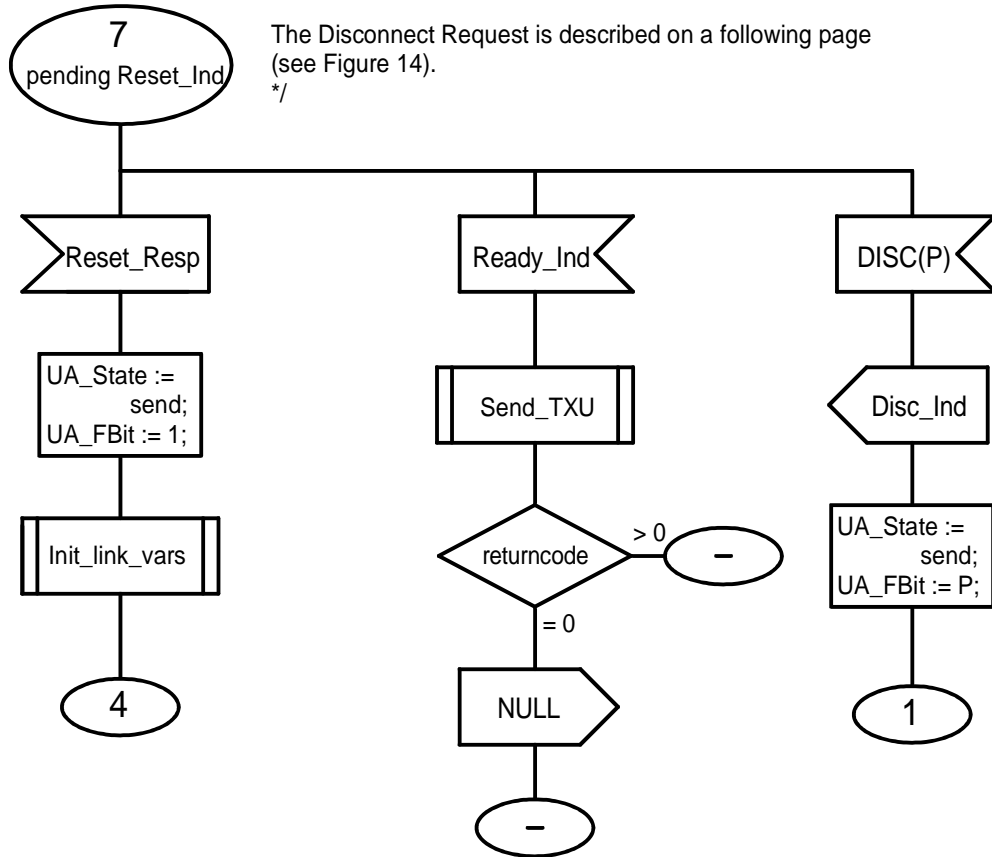 7
pending Reset_Ind
The Disconnect Request is described on a following page
(see Figure 14).
*/
Reset_Resp
UA_State :=
send;
UA_FBit := 1;
Init_link_vars
4
Ready_Ind
Send_TXU
returncode
> 0
–
= 0
NULL
–
DISC(P)
Disc_Ind
UA_State :=
send;
UA_FBit := P;
1